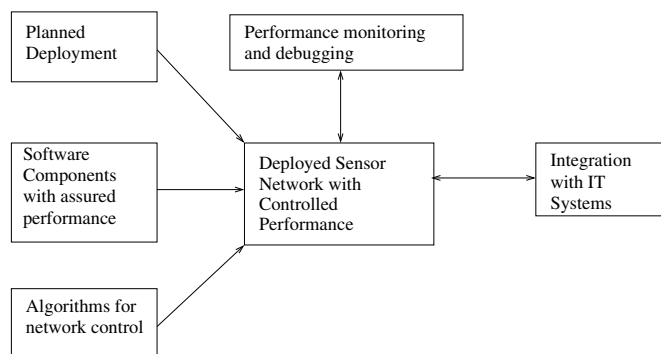 Planned
Deployment
Performance monitoring
and debugging
Software
Components
with assured
performance
Deployed Sensor
Network with
Controlled
Performance
Integration
with IT
Systems
Algorithms for
network control